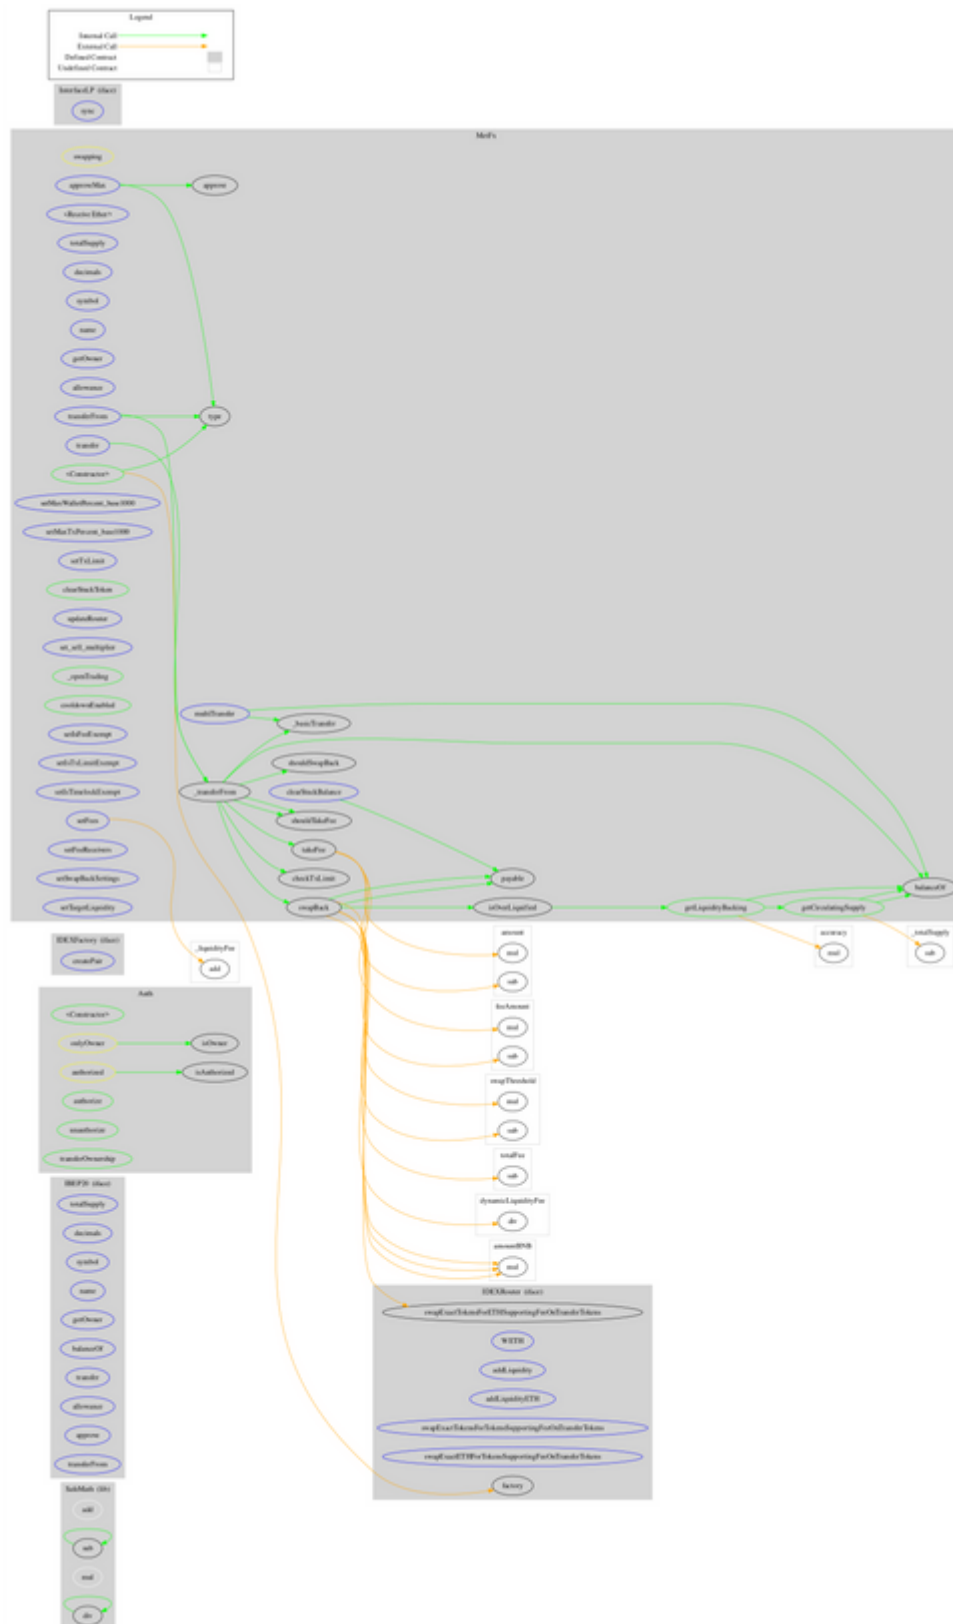 Legend
Internal Call
External Call
Defined Contract
Undefined Contract
InterfaceLP (iface)
sync
MetFx
swapping
approveMax
approve
<Receive Ether>
totalSupply
decimals
symbol
name
getOwner
allowance
transferFrom
type
transfer
<Constructor>
setMaxWalletPercent_base1000
setMaxTxPercent_base1000
setTxLimit
clearStuckToken
updateRouter
set_sell_multiplier
_openTrading
cooldownEnabled
multiTransfer
_basicTransfer
setIsFeeExempt
setIsTxLimitExempt
shouldSwapBack
setIsTimelockExempt
_transferFrom
clearStuckBalance
setFees
shouldTakeFee
setFeeReceivers
takeFee
setSwapBackSettings
checkTxLimit
payable
balanceOf
setTargetLiquidity
swapBack
isOverLiquified
getLiquidityBacking
getCirculatingSupply
IDEXFactory (iface)
createPair
_liquidityFee
add
amount
mul
sub
accuracy
mul
_totalSupply
sub
Auth
<Constructor>
onlyOwner
isOwner
authorized
isAuthorized
authorize
unauthorize
transferOwnership
feeAmount
mul
sub
swapThreshold
mul
sub
totalFee
sub
dynamicLiquidityFee
div
amountBNB
mul
IBEP20 (iface)
totalSupply
decimals
symbol
name
getOwner
balanceOf
transfer
allowance
approve
transferFrom
IDEXRouter (iface)
swapExactTokensForETHSupportingFeeOnTransferTokens
WETH
addLiquidity
addLiquidityETH
swapExactTokensForTokensSupportingFeeOnTransferTokens
swapExactETHForTokensSupportingFeeOnTransferTokens
factory
SafeMath (lib)
add
sub
mul
div